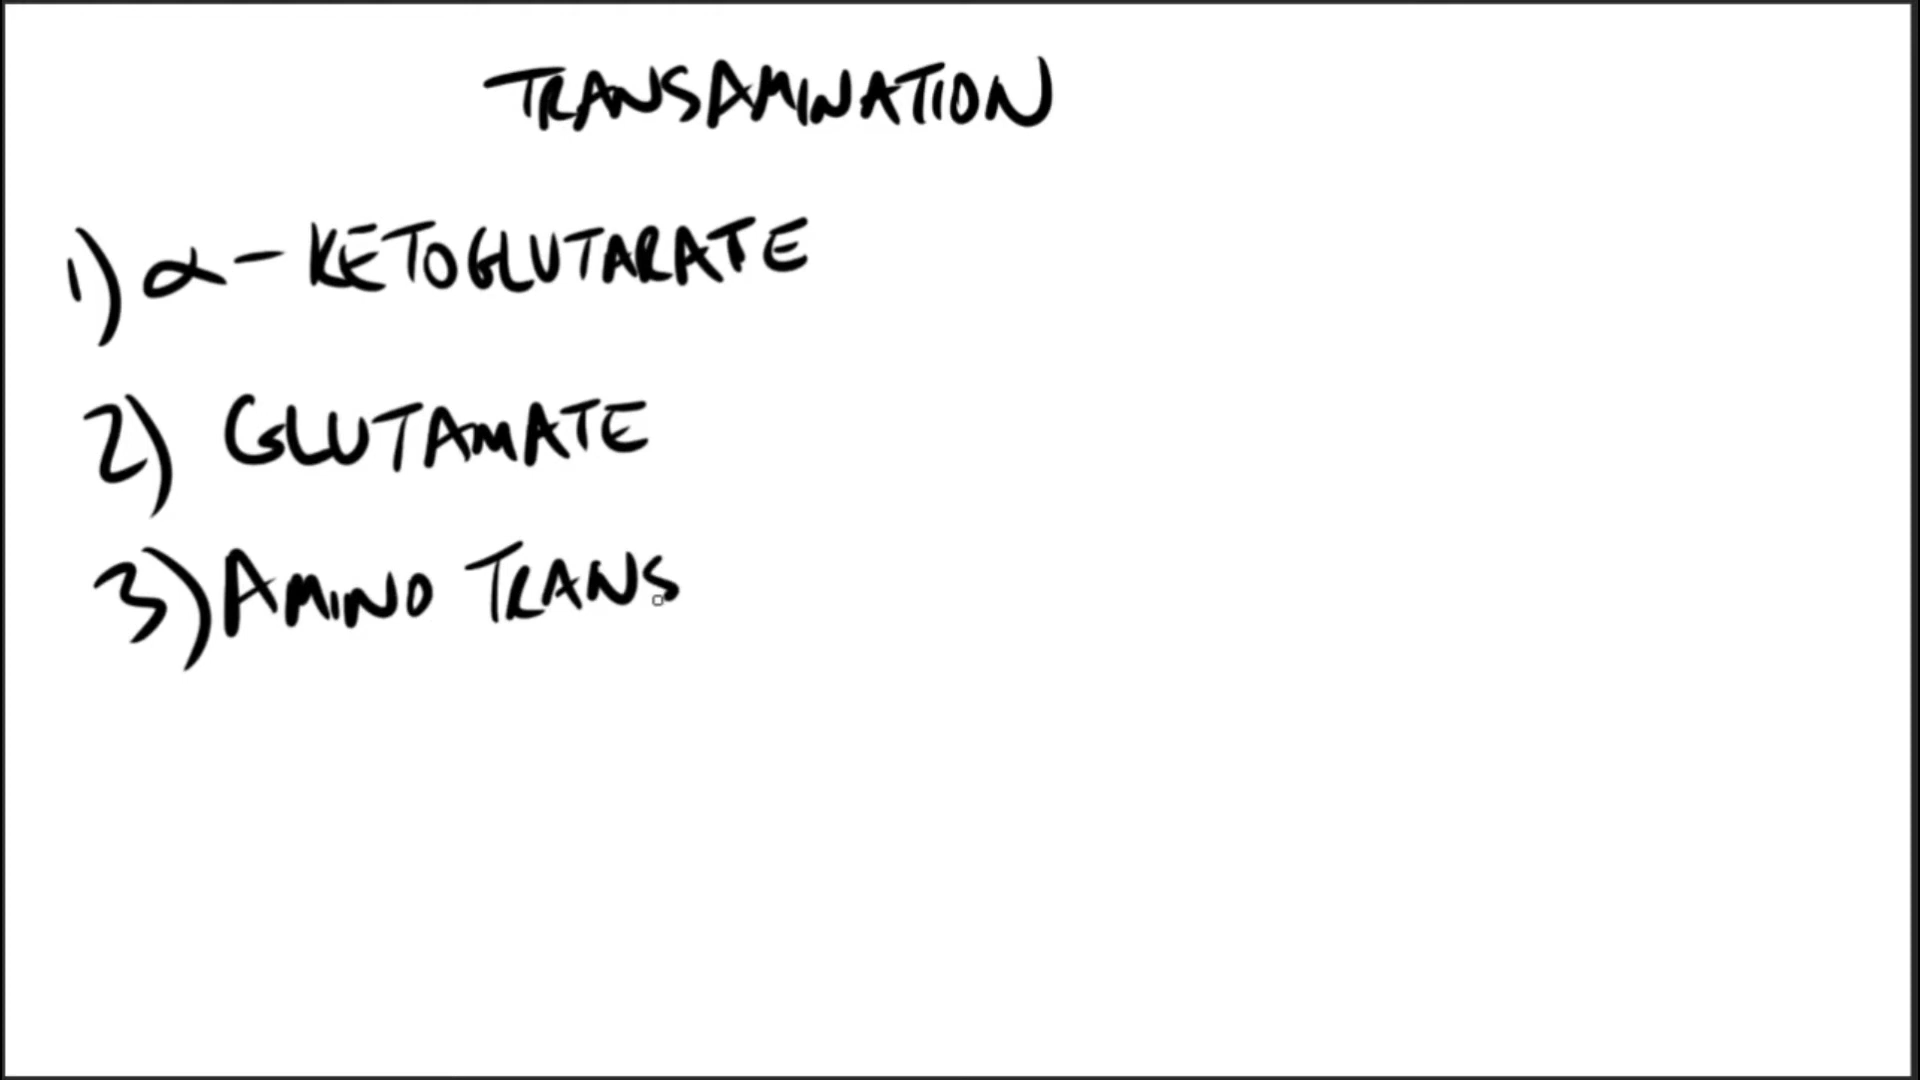 TRANSAMINATION
1) α-KETOGLUTARATE
2) GLUTAMATE
3) AMINO TRANS